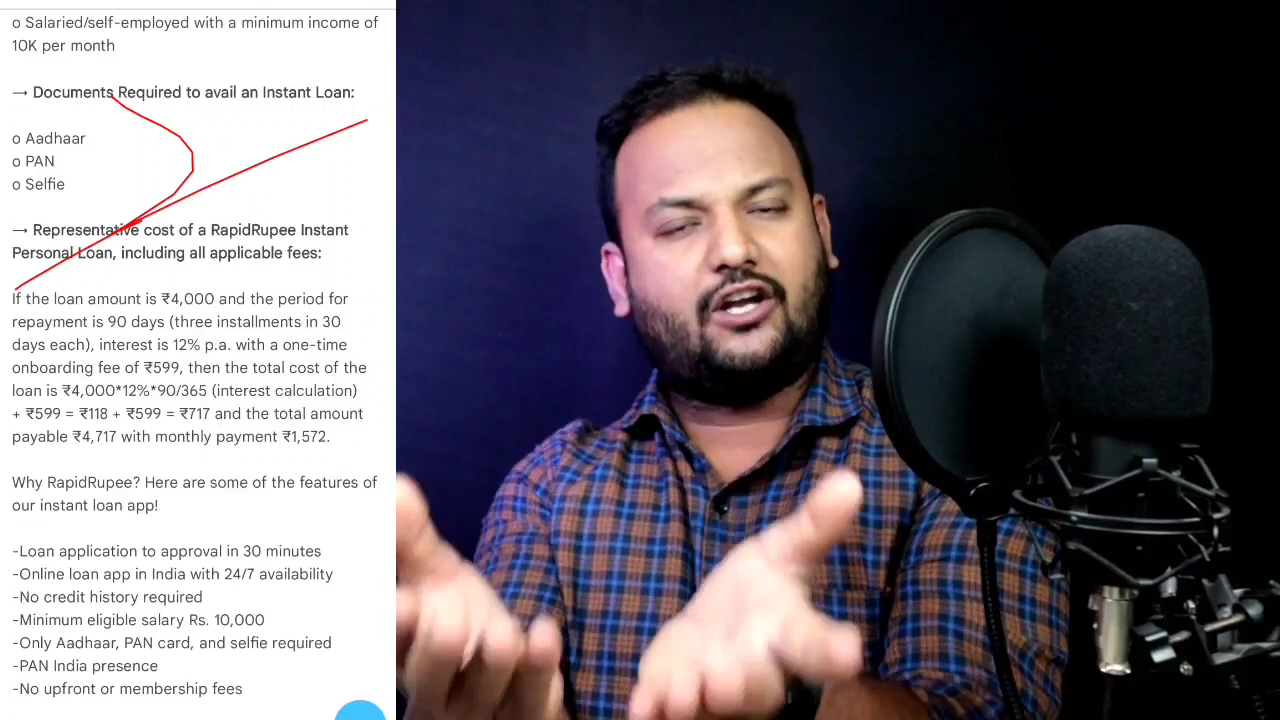 o Salaried/self-employed with a minimum income of
10K per month
→ Documents Required to avail an Instant Loan:
o Aadhaar
o PAN
o Selfie
→ Representative cost of a RapidRupee Instant
Personal Loan, including all applicable fees:
If the loan amount is ₹4,000 and the period for
repayment is 90 days (three installments in 30
days each), interest is 12% p.a. with a one-time
onboarding fee of ₹599, then the total cost of the
loan is ₹4,000*12%*90/365 (interest calculation)
+ ₹599 = ₹118 + ₹599 = ₹717 and the total amount
payable ₹4,717 with monthly payment ₹1,572.
Why RapidRupee? Here are some of the features of
our instant loan app!
-Loan application to approval in 30 minutes
-Online loan app in India with 24/7 availability
-No credit history required
-Minimum eligible salary Rs. 10,000
-Only Aadhaar, PAN card, and selfie required
-PAN India presence
-No upfront or membership fees